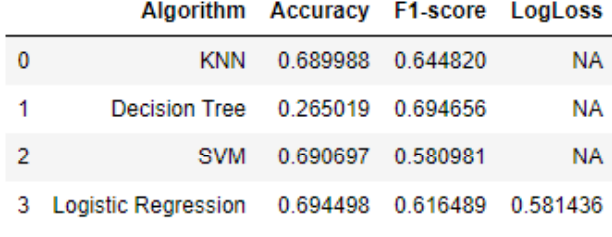 Algorithm Accuracy F1-score LogLoss
0 KNN 0.689988 0.644820 NA
1 Decision Tree 0.265019 0.694656 NA
2 SVM 0.690697 0.580981 NA
3 Logistic Regression 0.694498 0.616489 0.581436